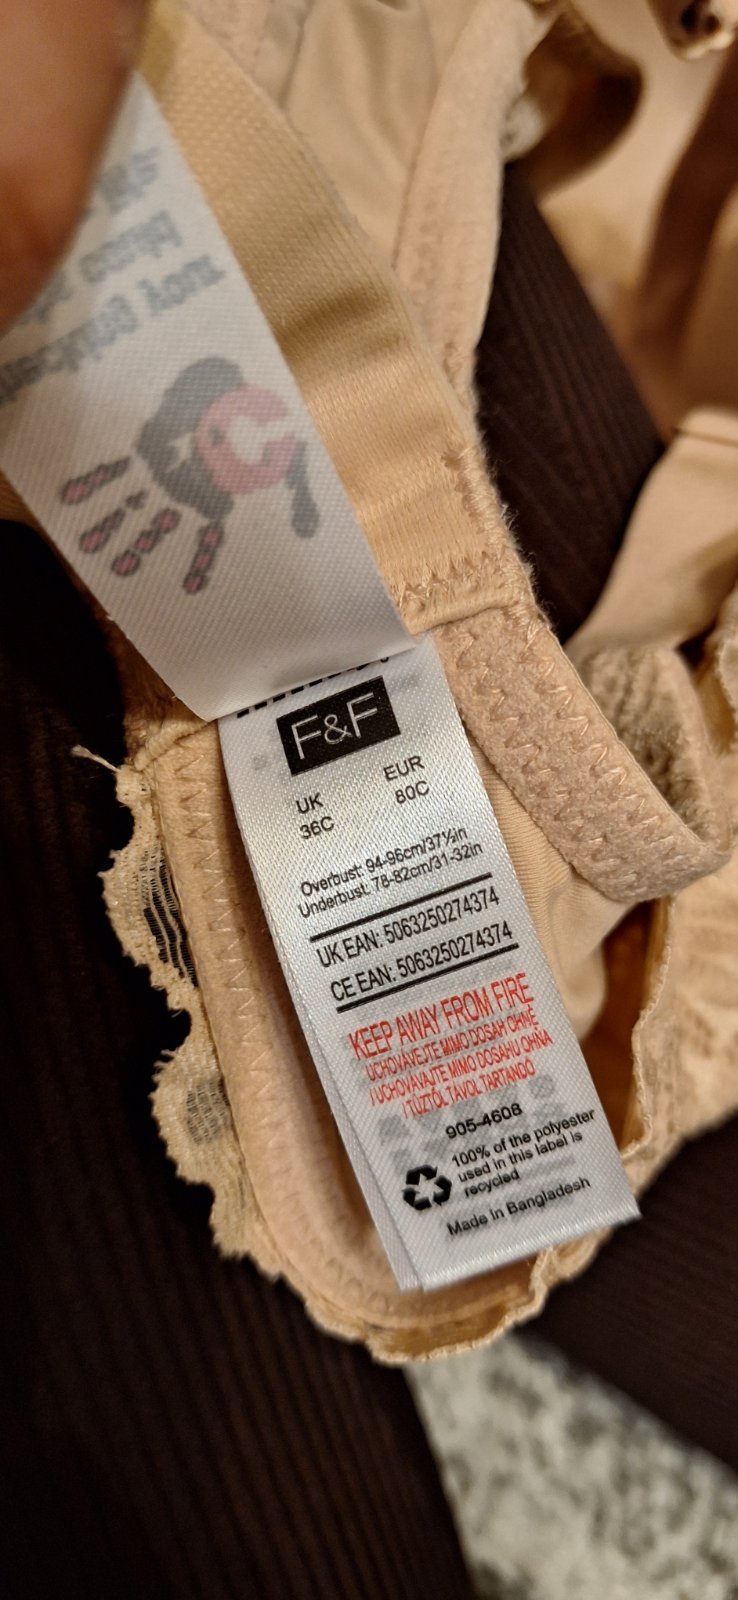 F&F
UK EUR
36C 80C
Overbust: 94-96cm/37½in
Underbust: 78-82cm/31-32in
UK EAN: 5063250274374
CE EAN: 5063250274374
KEEP AWAY FROM FIRE
UCHOVÁVEJTE MIMO DOSAH OHNĚ
/ UCHOVÁVAJTE MIMO DOSAHU OHŇA
/ TŰZTŐL TÁVOL TARTANDÓ
905-4608
100% of the polyester
used in this label is
recycled
Made in Bangladesh